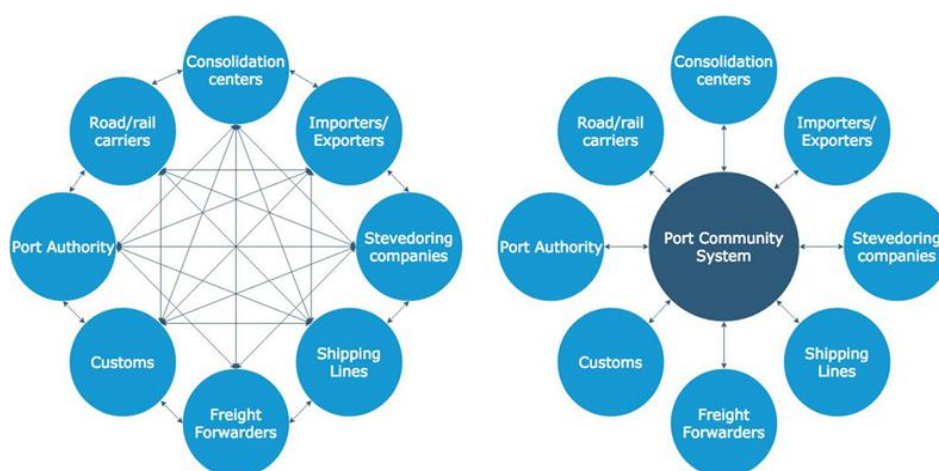 Consolidation
centers
Road/rail
carriers
Importers/
Exporters
Port Authority
Stevedoring
companies
Customs
Shipping
Lines
Freight
Forwarders
Consolidation
centers
Road/rail
carriers
Importers/
Exporters
Port Authority
Port Community
System
Stevedoring
companies
Customs
Shipping
Lines
Freight
Forwarders